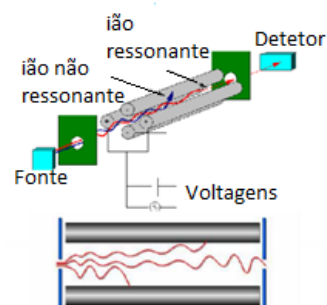 ião
ressonante
Detetor
ião não
ressonante
Fonte
Voltagens